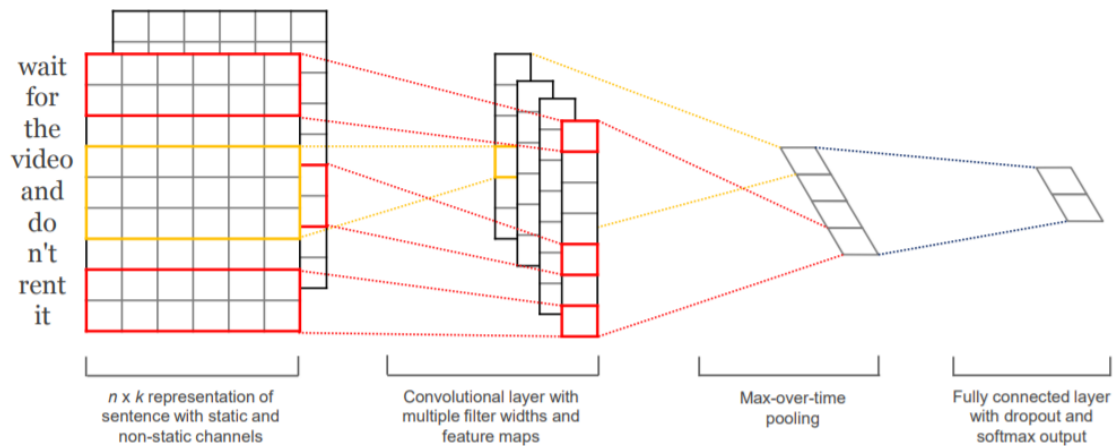 wait
for
the
video
and
do
n't
rent
it
n x k representation of
sentence with static and
non-static channels
Convolutional layer with
multiple filter widths and
feature maps
Max-over-time
pooling
Fully connected layer
with dropout and
softmax output